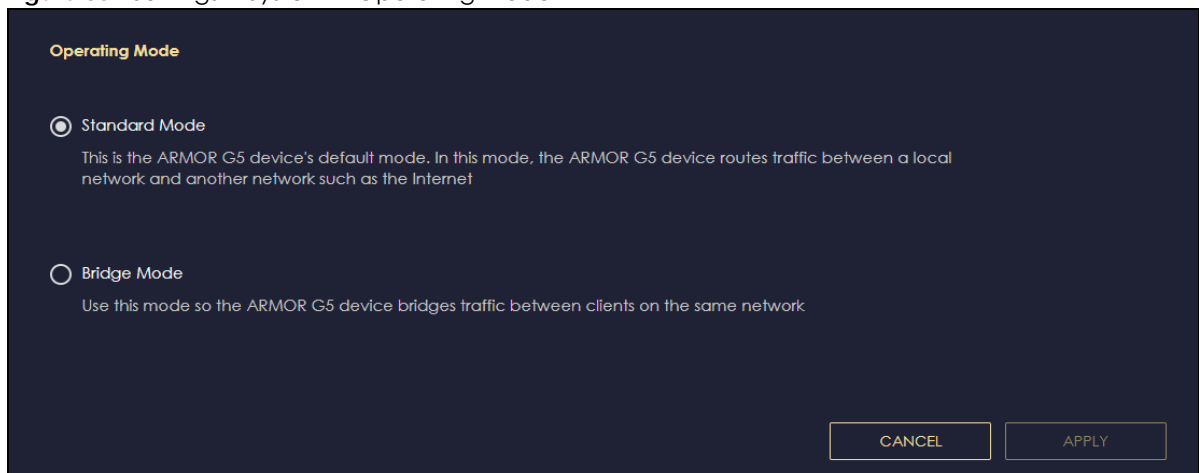 Operating Mode
Standard Mode
This is the ARMOR G5 device's default mode. In this mode, the ARMOR G5 device routes traffic between a local
network and another network such as the Internet
Bridge Mode
Use this mode so the ARMOR G5 device bridges traffic between clients on the same network
CANCEL
APPLY